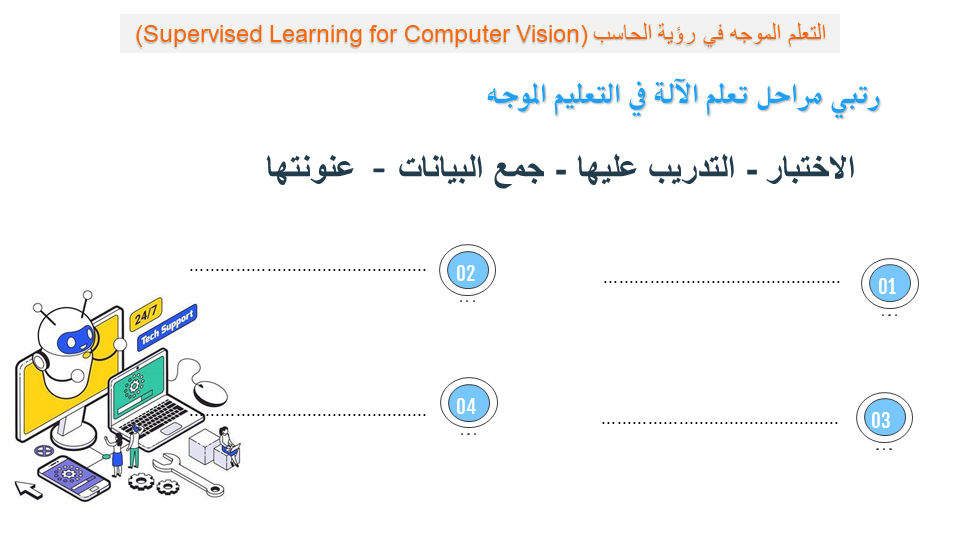 التعلم الموجه في رؤية الحاسب (Supervised Learning for Computer Vision)
رتبي مراحل تعلم الآلة في التعليم الموجه
الاختبار - التدريب عليها - جمع البيانات - عنونتها
01 ..............................................
...
02 ..............................................
...
24/7
Tech Support
03 ..............................................
...
04 ..............................................
...